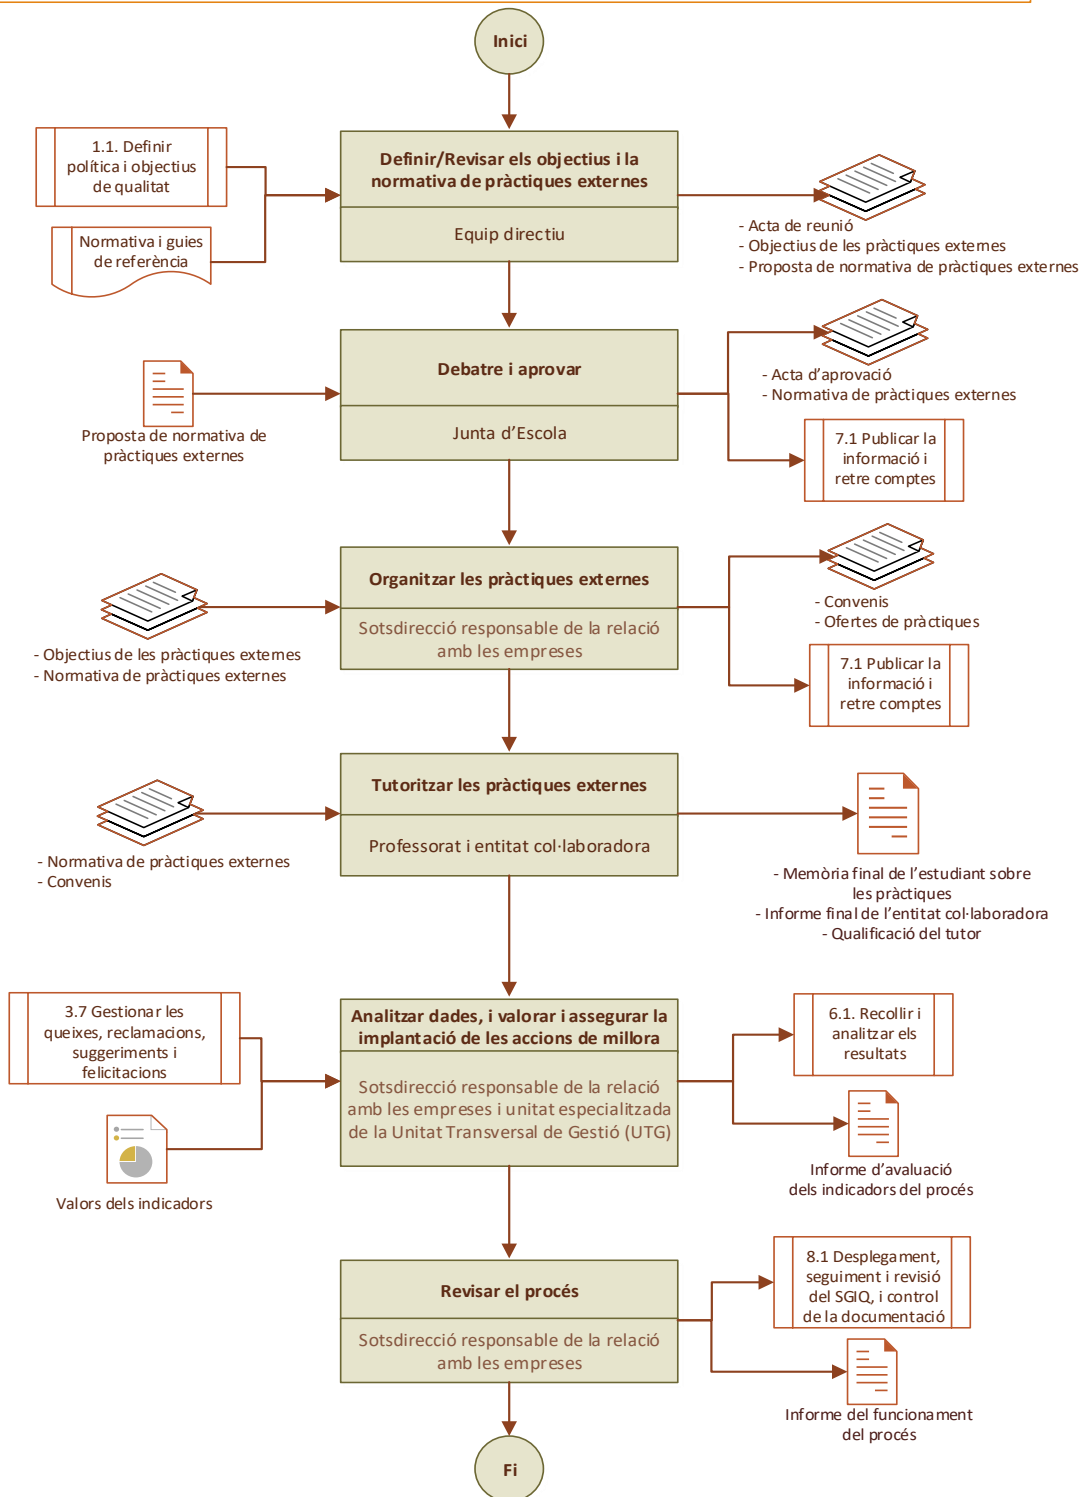 Inici
1.1. Definir
política i objectius
de qualitat
Normativa i guies
de referència
Definir/Revisar els objectius i la
normativa de pràctiques externes
Equip directiu
- Acta de reunió
- Objectius de les pràctiques externes
- Proposta de normativa de pràctiques externes
Proposta de normativa de
pràctiques externes
Debatre i aprovar
Junta d’Escola
- Acta d’aprovació
- Normativa de pràctiques externes
7.1 Publicar la
informació i
retre comptes
- Objectius de les pràctiques externes
- Normativa de pràctiques externes
Organitzar les pràctiques externes
Sotsdirecció responsable de la relació
amb les empreses
- Convenis
- Ofertes de pràctiques
7.1 Publicar la
informació i
retre comptes
- Normativa de pràctiques externes
- Convenis
Tutoritzar les pràctiques externes
Professorat i entitat col·laboradora
- Memòria final de l’estudiant sobre
les pràctiques
- Informe final de l’entitat col·laboradora
- Qualificació del tutor
3.7 Gestionar les
queixes, reclamacions,
suggeriments i
felicitacions
Valors dels indicadors
Analitzar dades, i valorar i assegurar la
implantació de les accions de millora
Sotsdirecció responsable de la relació
amb les empreses i unitat especialitzada
de la Unitat Transversal de Gestió (UTG)
6.1. Recollir i
analitzar els
resultats
Informe d’avaluació
dels indicadors del procés
Revisar el procés
Sotsdirecció responsable de la relació
amb les empreses
8.1 Desplegament,
seguiment i revisió
del SGIQ, i control
de la documentació
Informe del funcionament
del procés
Fi